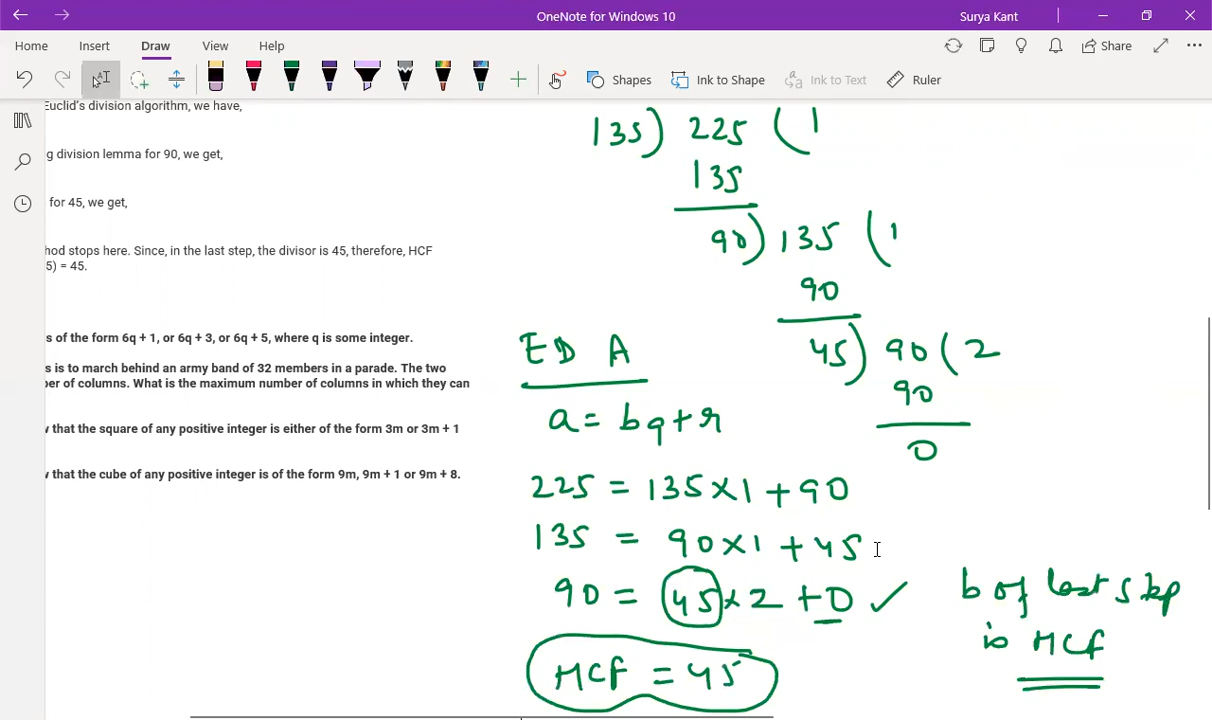 OneNote for Windows 10
Surya Kant
Home Insert Draw View Help
Share
Shapes Ink to Shape Ink to Text Ruler
Euclid's division algorithm, we have,
g division lemma for 90, we get,
for 45, we get,
hod stops here. Since, in the last step, the divisor is 45, therefore, HCF
5) = 45.
s of the form 6q + 1, or 6q + 3, or 6q + 5, where q is some integer.
s is to march behind an army band of 32 members in a parade. The two
ber of columns. What is the maximum number of columns in which they can
v that the square of any positive integer is either of the form 3m or 3m + 1
v that the cube of any positive integer is of the form 9m, 9m + 1 or 9m + 8.
135) 225 (1
135
90) 135 (1
90
45) 90 (2
90
0
E D A
a = bq + r
225 = 135 × 1 + 90
135 = 90 × 1 + 45
90 = 45 × 2 + 0 ✓
HCF = 45
b of last step
is HCF